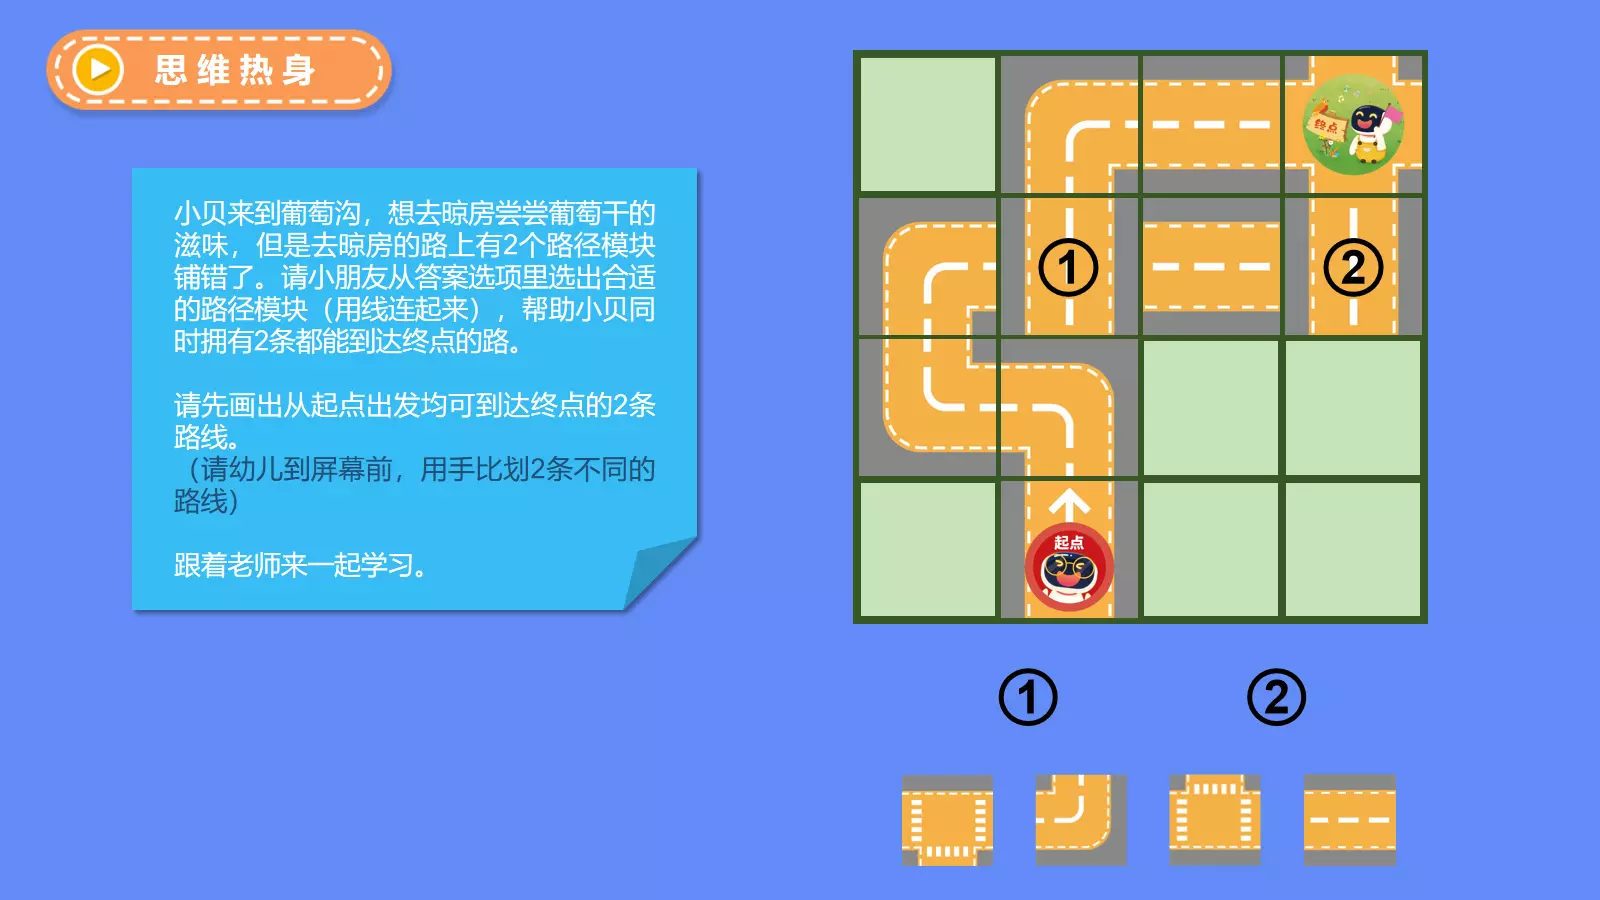 思维热身
小贝来到葡萄沟，想去晾房尝尝葡萄干的
滋味，但是去晾房的路上有2个路径模块
铺错了。请小朋友从答案选项里选出合适
的路径模块（用线连起来），帮助小贝同
时拥有2条都能到达终点的路。
请先画出从起点出发均可到达终点的2条
路线。
（请幼儿到屏幕前，用手比划2条不同的
路线）
跟着老师来一起学习。
终点
①
②
起点
①
②